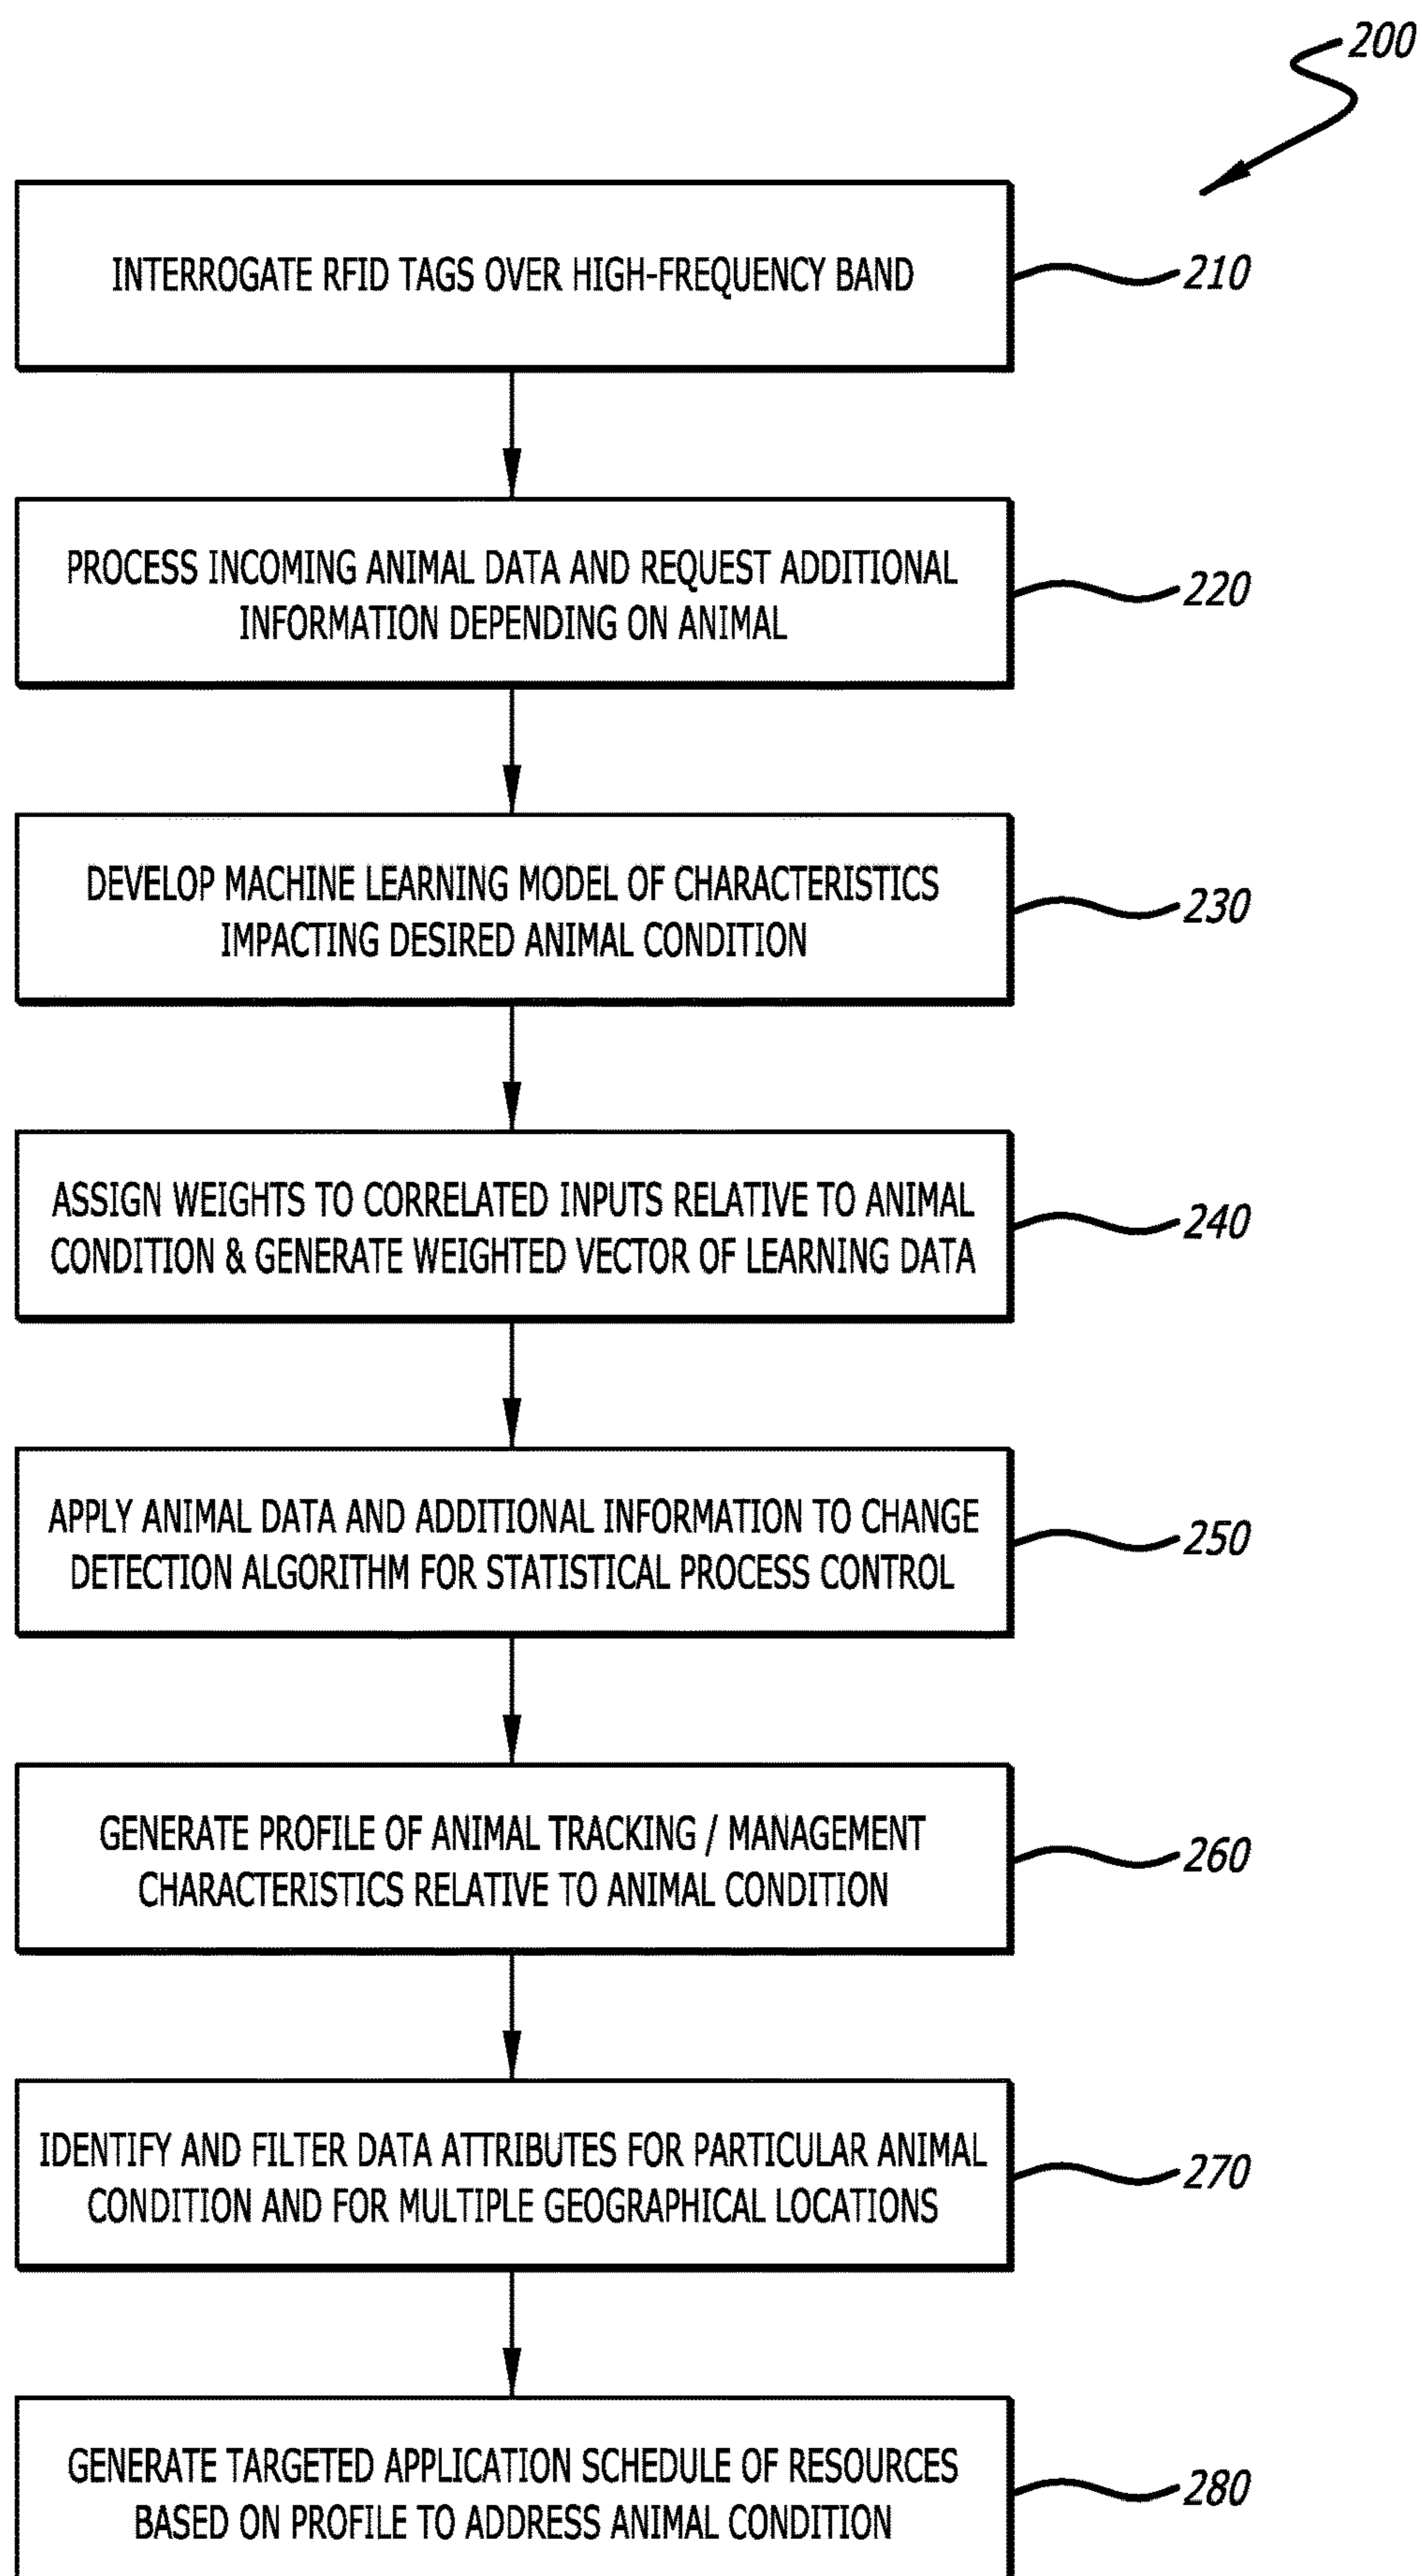 200
INTERROGATE RFID TAGS OVER HIGH-FREQUENCY BAND
210
PROCESS INCOMING ANIMAL DATA AND REQUEST ADDITIONAL
INFORMATION DEPENDING ON ANIMAL
220
DEVELOP MACHINE LEARNING MODEL OF CHARACTERISTICS
IMPACTING DESIRED ANIMAL CONDITION
230
ASSIGN WEIGHTS TO CORRELATED INPUTS RELATIVE TO ANIMAL
CONDITION & GENERATE WEIGHTED VECTOR OF LEARNING DATA
240
APPLY ANIMAL DATA AND ADDITIONAL INFORMATION TO CHANGE
DETECTION ALGORITHM FOR STATISTICAL PROCESS CONTROL
250
GENERATE PROFILE OF ANIMAL TRACKING / MANAGEMENT
CHARACTERISTICS RELATIVE TO ANIMAL CONDITION
260
IDENTIFY AND FILTER DATA ATTRIBUTES FOR PARTICULAR ANIMAL
CONDITION AND FOR MULTIPLE GEOGRAPHICAL LOCATIONS
270
GENERATE TARGETED APPLICATION SCHEDULE OF RESOURCES
BASED ON PROFILE TO ADDRESS ANIMAL CONDITION
280